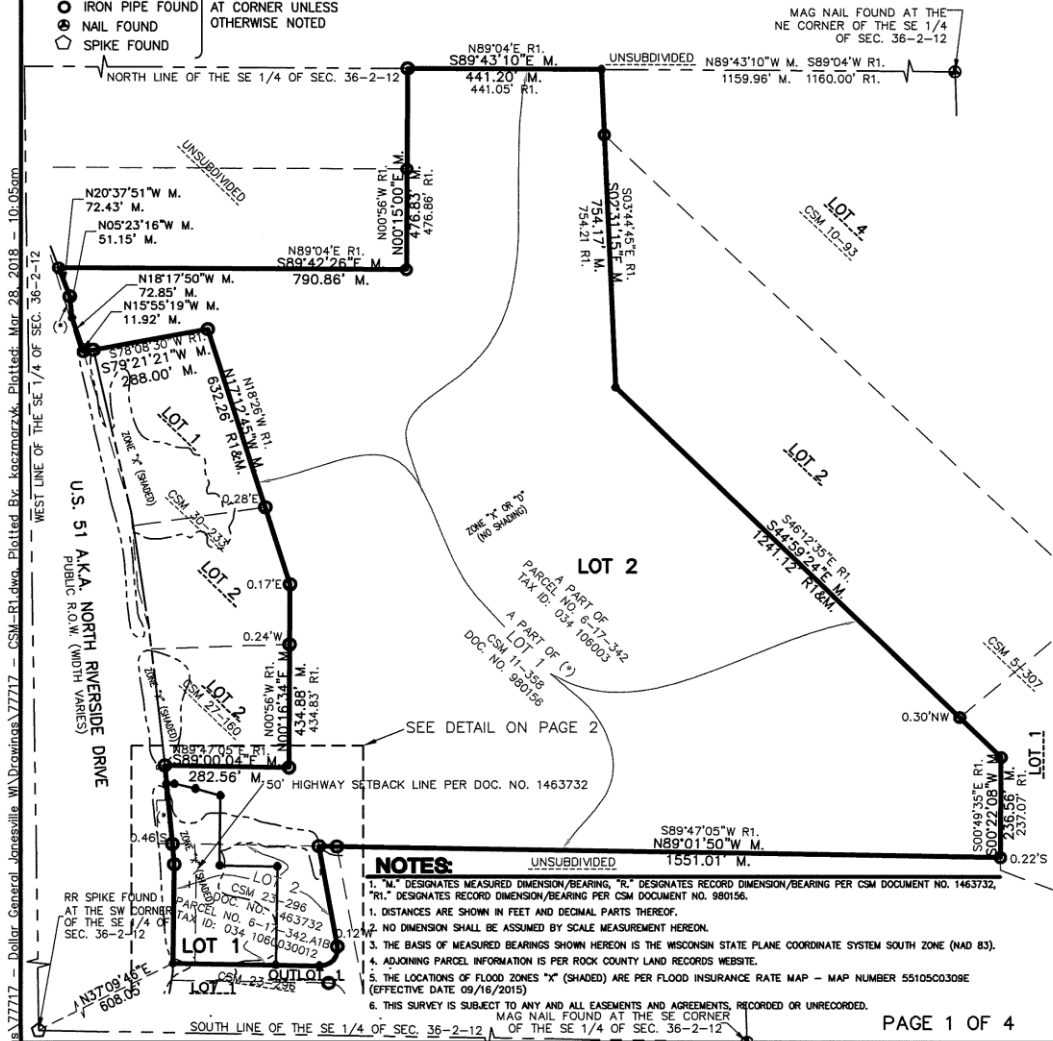 IRON PIPE FOUND
NAIL FOUND
SPIKE FOUND
AT CORNER UNLESS
OTHERWISE NOTED
MAG NAIL FOUND AT THE
NE CORNER OF THE SE 1/4
OF SEC. 36-2-12
N89°04'E R1.
S89°43'10"E M.
441.20' M.
441.05' R1.
UNSUBDIVIDED
N89°43'10"W M. S89°04'W R1.
1159.96' M. 1160.00' R1.
NORTH LINE OF THE SE 1/4 OF SEC. 36-2-12
UNSUBDIVIDED
N20°37'51"W M.
72.43' M.
N05°23'16"W M.
51.15' M.
N00°56'W R1.
N00°15'00"E M.
476.83' M.
476.86' R1.
S03°44'45"E R1.
S02°31'15"E M.
754.17' M.
754.21' R1.
LOT 4
CSM 10-93
N89°04'E R1.
S89°42'26"E M.
790.86' M.
N18°17'50"W M.
72.85' M.
N15°55'19"W M.
11.92' M.
(*)
S78°08'30"W R1.
S79°21'21"W M.
288.00' M.
N18°26'W R1.
N17°12'45"W M.
632.26' R1&M.
WEST LINE OF THE SE 1/4 OF SEC. 36-2-12
s\77717 - Dollar General Janesville WI\Drawings\77717 - CSM-R1.dwg, Plotted By: kaczmarzyk, Plotted: Mar 28, 2018 - 10:05am
U.S. 51 A.K.A. NORTH RIVERSIDE DRIVE
PUBLIC R.O.W. (WIDTH VARIES)
ZONE "X" (SHADED)
LOT 1
CSM 30-233
LOT 2
0.28'E
0.17'E
0.24'W
ZONE "X" OR "D"
(NO SHADING)
LOT 2
A PART OF
PARCEL NO. 6-17-342
TAX ID: 034 106003
A PART OF (*)
LOT 1
CSM 11-358
DOC. NO. 980156
LOT 2
S46°12'35"E R1.
S44°59'24"E M.
1241.12' R1&M.
CSM 51-307
0.30'NW
LOT 1
S00°49'35"E R1.
S00°22'08"W M.
236.56' M.
237.07' R1.
0.22'S
ZONE "X" (SHADED)
LOT 2
CSM 27-160
N00°56'W R1.
N00°16'34"E M.
434.88' M.
434.83' R1.
SEE DETAIL ON PAGE 2
N89°47'05"E R1.
S89°00'04"E M.
282.56' M.
50' HIGHWAY SETBACK LINE PER DOC. NO. 1463732
(*)
0.46'S
ZONE "X" (SHADED)
S89°47'05"W R1.
N89°01'50"W M.
1551.01' M.
UNSUBDIVIDED
LOT 2
CSM 23-296
DOC. NO. 1463732
PARCEL NO. 6-17-342.A1B
TAX ID: 034 1060030012
0.12'W
LOT 1
OUTLOT 1
LOT 1
CSM 23-296
RR SPIKE FOUND
AT THE SW CORNER
OF THE SE 1/4 OF
SEC. 36-2-12
N37°09'46"E
608.05'
NOTES:
1. "M." DESIGNATES MEASURED DIMENSION/BEARING, "R." DESIGNATES RECORD DIMENSION/BEARING PER CSM DOCUMENT NO. 1463732,
"R1." DESIGNATES RECORD DIMENSION/BEARING PER CSM DOCUMENT NO. 980156.
1. DISTANCES ARE SHOWN IN FEET AND DECIMAL PARTS THEREOF.
2. NO DIMENSION SHALL BE ASSUMED BY SCALE MEASUREMENT HEREON.
3. THE BASIS OF MEASURED BEARINGS SHOWN HEREON IS THE WISCONSIN STATE PLANE COORDINATE SYSTEM SOUTH ZONE (NAD 83).
4. ADJOINING PARCEL INFORMATION IS PER ROCK COUNTY LAND RECORDS WEBSITE.
5. THE LOCATIONS OF FLOOD ZONES "X" (SHADED) ARE PER FLOOD INSURANCE RATE MAP - MAP NUMBER 55105C0309E
(EFFECTIVE DATE 09/16/2015)
6. THIS SURVEY IS SUBJECT TO ANY AND ALL EASEMENTS AND AGREEMENTS, RECORDED OR UNRECORDED.
SOUTH LINE OF THE SE 1/4 OF SEC. 36-2-12
MAG NAIL FOUND AT THE SE CORNER
OF THE SE 1/4 OF SEC. 36-2-12
PAGE 1 OF 4